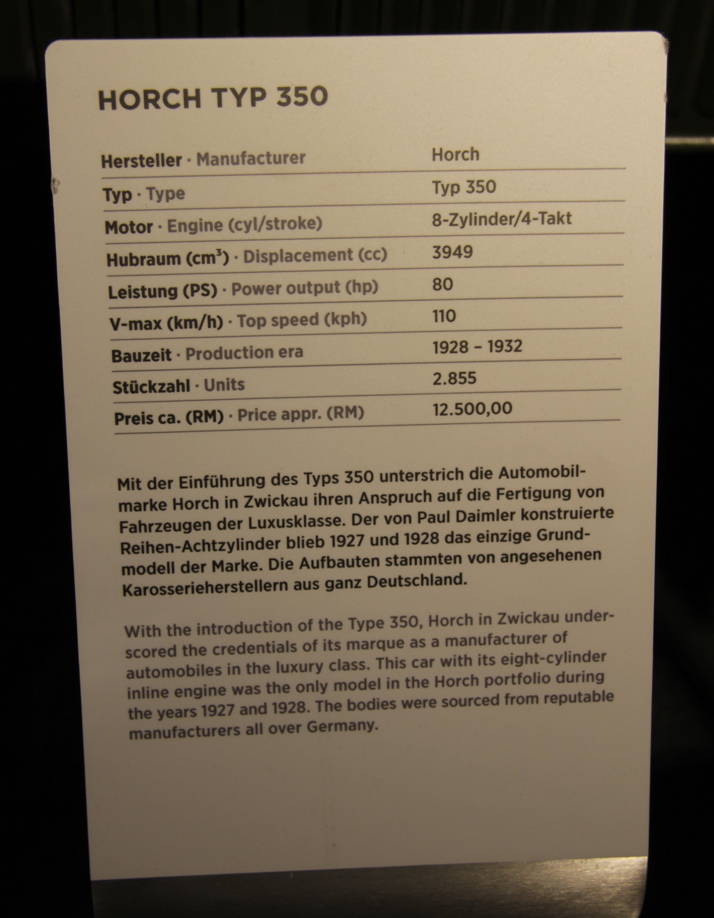 HORCH TYP 350
Hersteller · Manufacturer Horch
Typ · Type Typ 350
Motor · Engine (cyl/stroke) 8-Zylinder/4-Takt
Hubraum (cm³) · Displacement (cc) 3949
Leistung (PS) · Power output (hp) 80
V-max (km/h) · Top speed (kph) 110
Bauzeit · Production era 1928 – 1932
Stückzahl · Units 2.855
Preis ca. (RM) · Price appr. (RM) 12.500,00
Mit der Einführung des Typs 350 unterstrich die Automobil-
marke Horch in Zwickau ihren Anspruch auf die Fertigung von
Fahrzeugen der Luxusklasse. Der von Paul Daimler konstruierte
Reihen-Achtzylinder blieb 1927 und 1928 das einzige Grund-
modell der Marke. Die Aufbauten stammten von angesehenen
Karosserieherstellern aus ganz Deutschland.
With the introduction of the Type 350, Horch in Zwickau under-
scored the credentials of its marque as a manufacturer of
automobiles in the luxury class. This car with its eight-cylinder
inline engine was the only model in the Horch portfolio during
the years 1927 and 1928. The bodies were sourced from reputable
manufacturers all over Germany.